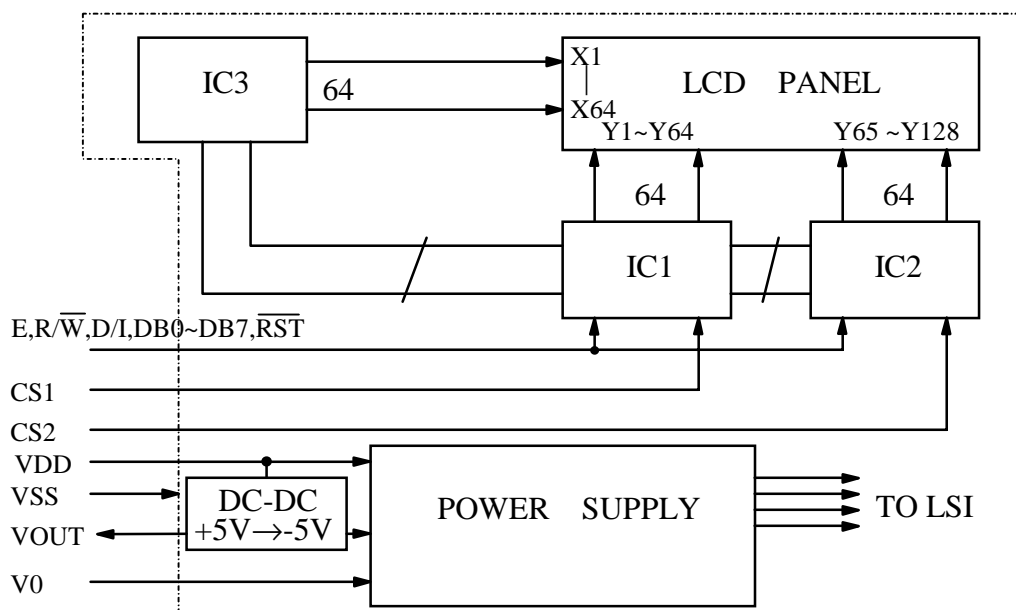 IC3
64
X1
X64
LCD PANEL
Y1~Y64
Y65 ~Y128
64
64
IC1
IC2
E,R/W̅,D/I,DB0~DB7,R̅S̅T̅
CS1
CS2
VDD
VSS
VOUT
V0
DC-DC
+5V→-5V
POWER SUPPLY
TO LSI